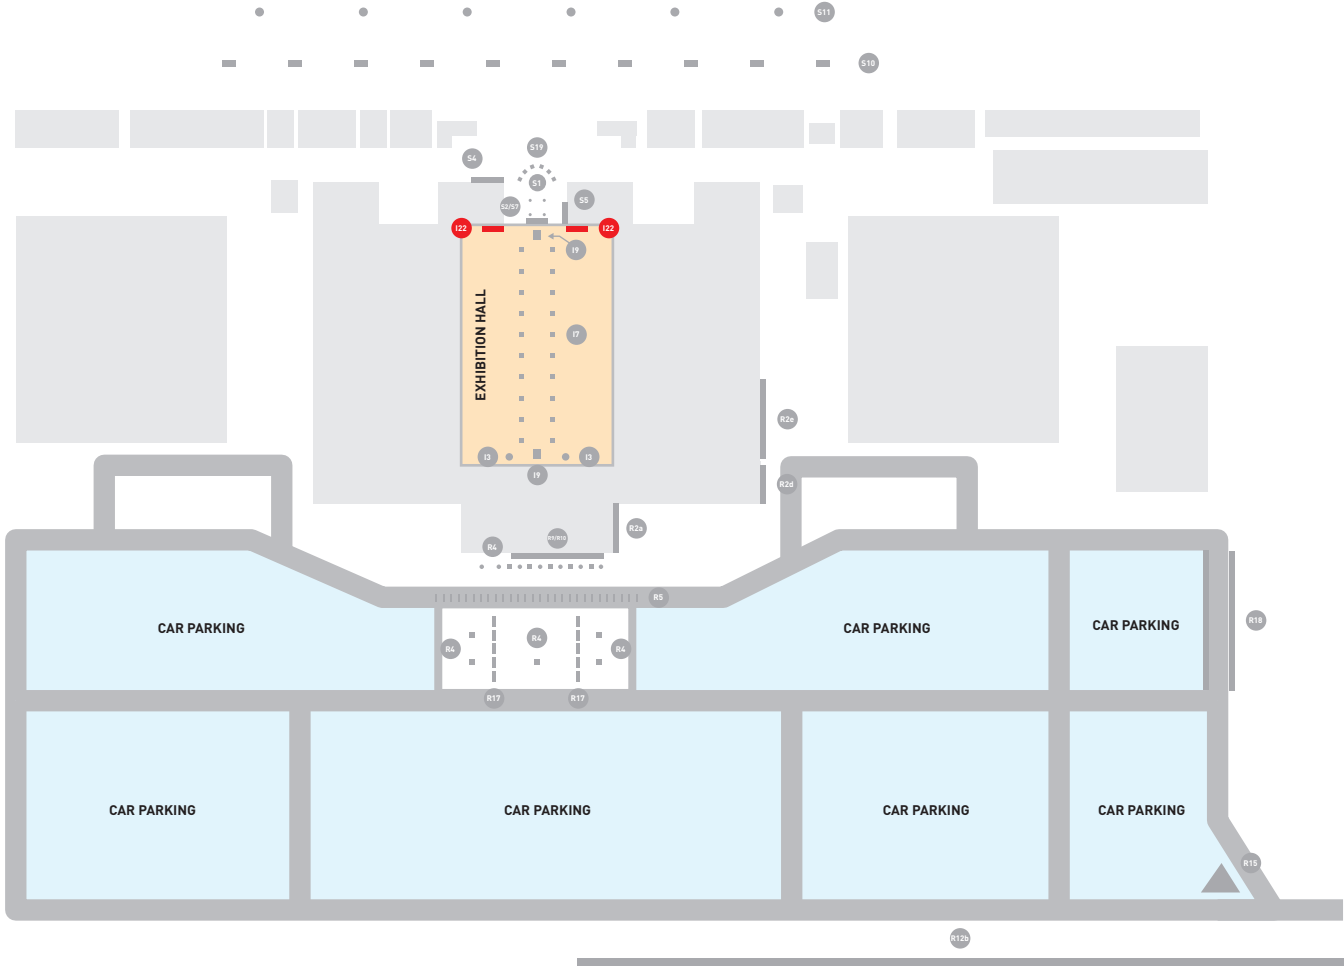 S11
S10
S19
S4
S1
S5
S2/S7
I22
I22
I9
EXHIBITION HALL
I7
R2e
I3
I3
I9
R2d
R2a
R9/R10
R4
R5
CAR PARKING
CAR PARKING
CAR PARKING
R18
R4
R4
R4
R17
R17
CAR PARKING
CAR PARKING
CAR PARKING
CAR PARKING
R15
R12b